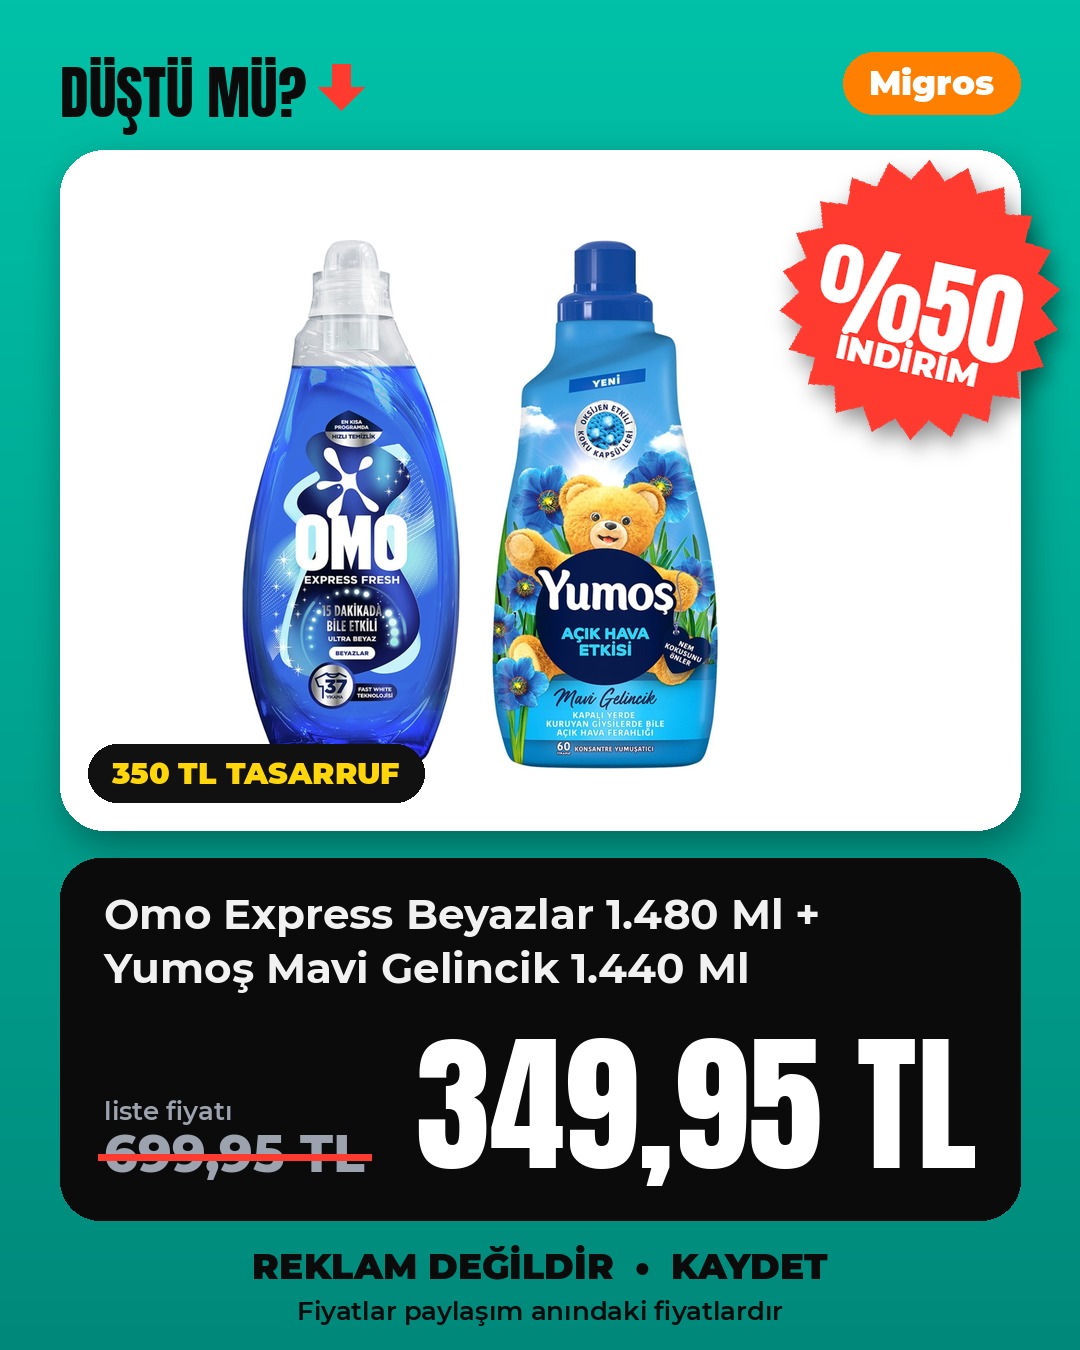 DÜŞTÜ MÜ?
Migros
%50
İNDİRİM
EN KISA
PROGRAMDA
HIZLI TEMİZLİK
OMO
EXPRESS FRESH
15 DAKİKADA
BİLE ETKİLİ
ULTRA BEYAZ
BEYAZLAR
37
YIKAMA
FAST WHITE
TEKNOLOJİSİ
YENİ
OKSİJEN ETKİLİ
KOKU KAPSÜLLERİ
Yumoş
AÇIK HAVA
ETKİSİ
NEM
KOKUSUNU
ÖNLER
Mavi Gelincik
KAPALI YERDE
KURUYAN GİYSİLERDE BİLE
AÇIK HAVA FERAHLIĞI
60
KONSANTRE YUMUŞATICI
350 TL TASARRUF
Omo Express Beyazlar 1.480 Ml +
Yumoş Mavi Gelincik 1.440 Ml
liste fiyatı
699,95 TL
349,95 TL
REKLAM DEĞİLDİR • KAYDET
Fiyatlar paylaşım anındaki fiyatlardır